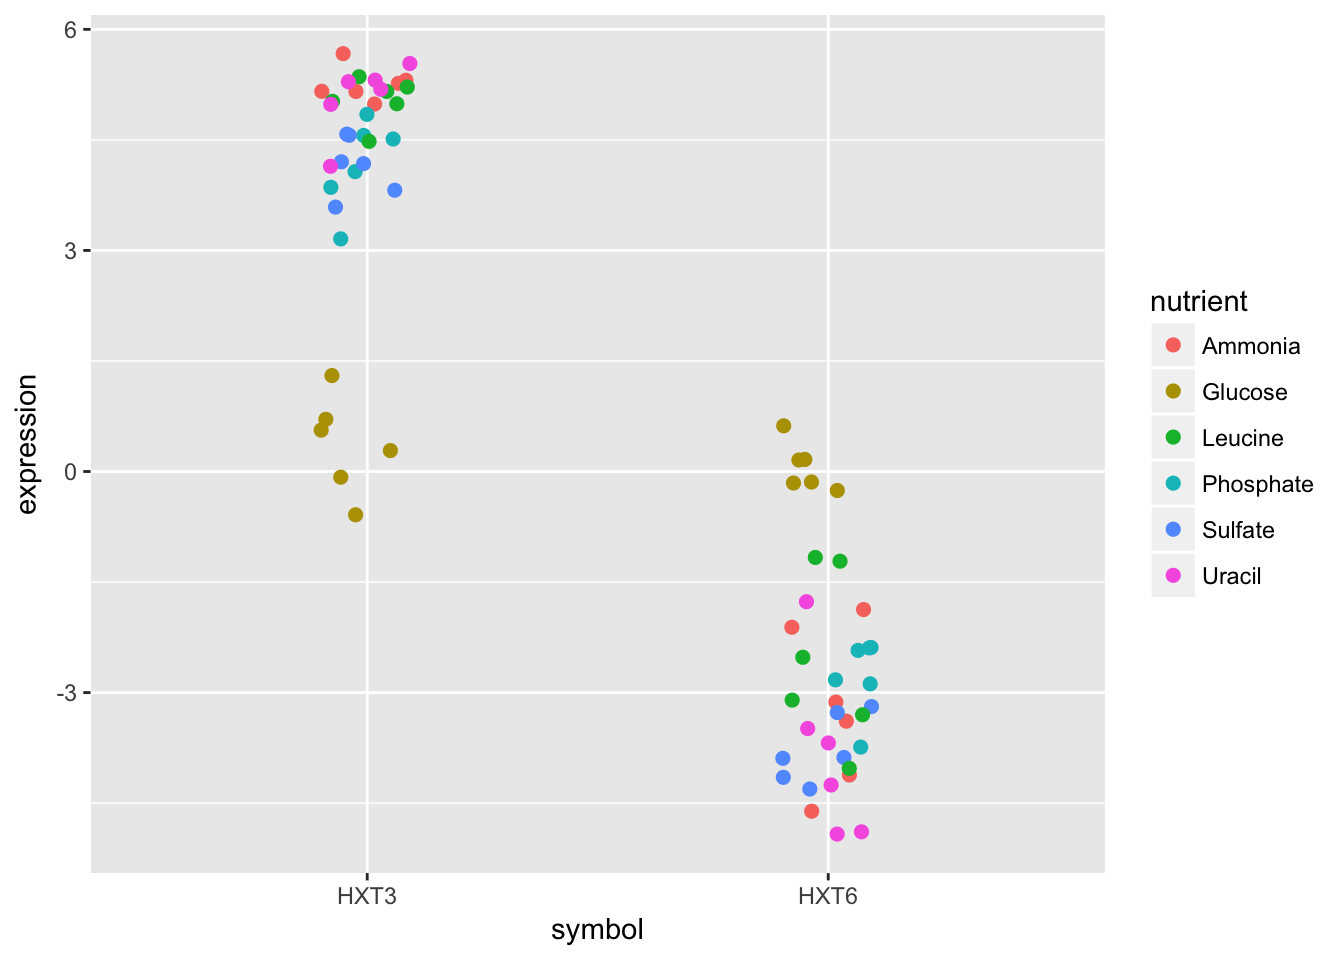 6
3
0
-3
expression
HXT3
HXT6
symbol
nutrient
Ammonia
Glucose
Leucine
Phosphate
Sulfate
Uracil